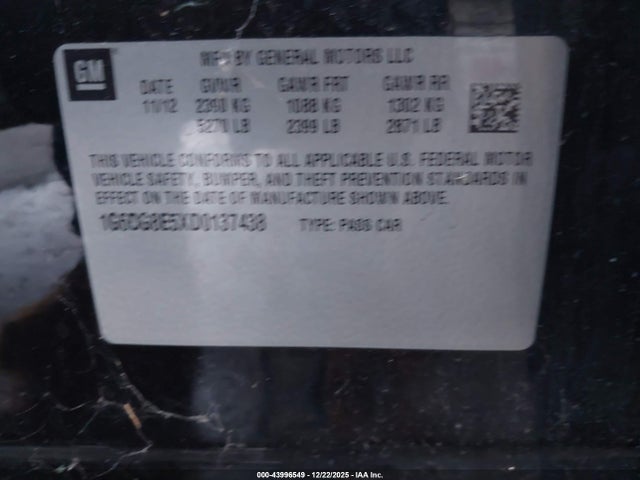 GM
MFD BY GENERAL MOTORS LLC
DATE GVWR GAWR FRT GAWR RR
11/12 2390 KG 1088 KG 1302 KG
5270 LB 2399 LB 2871 LB
THIS VEHICLE CONFORMS TO ALL APPLICABLE U.S. FEDERAL MOTOR
VEHICLE SAFETY, BUMPER, AND THEFT PREVENTION STANDARDS IN
EFFECT ON THE DATE OF MANUFACTURE SHOWN ABOVE.
1G6DG8E5XD0137438 TYPE: PASS CAR
000-43996549 - 12/22/2025 - IAA Inc.